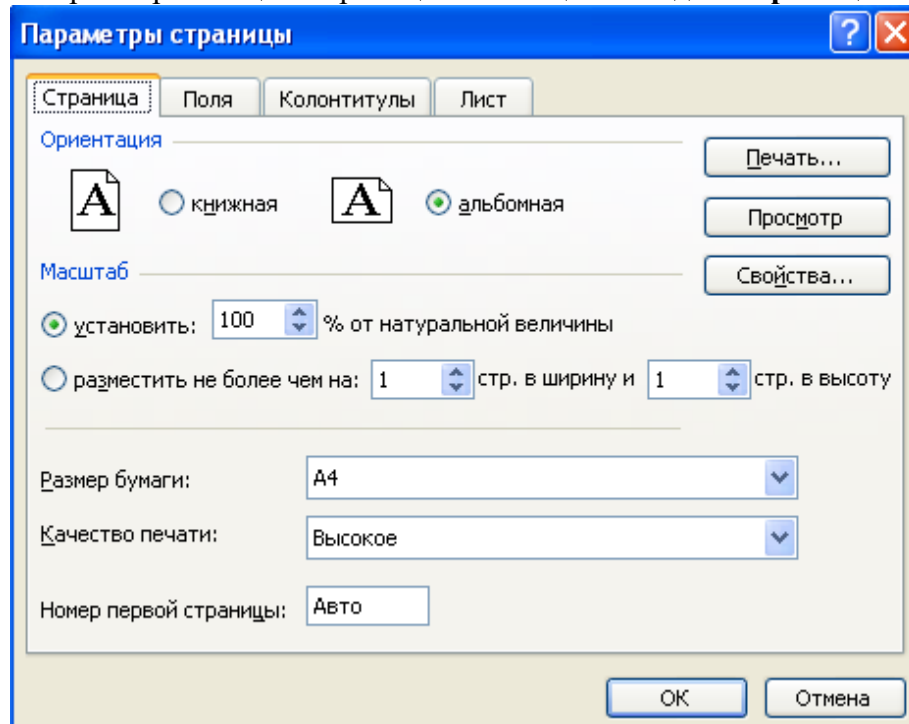 Параметры страницы
Страница Поля Колонтитулы Лист
Ориентация
Печать...
A книжная A альбомная
Просмотр
Масштаб
Свойства...
установить: 100 % от натуральной величины
разместить не более чем на: 1 стр. в ширину и 1 стр. в высоту
Размер бумаги: A4
Качество печати: Высокое
Номер первой страницы: Авто
ОК Отмена